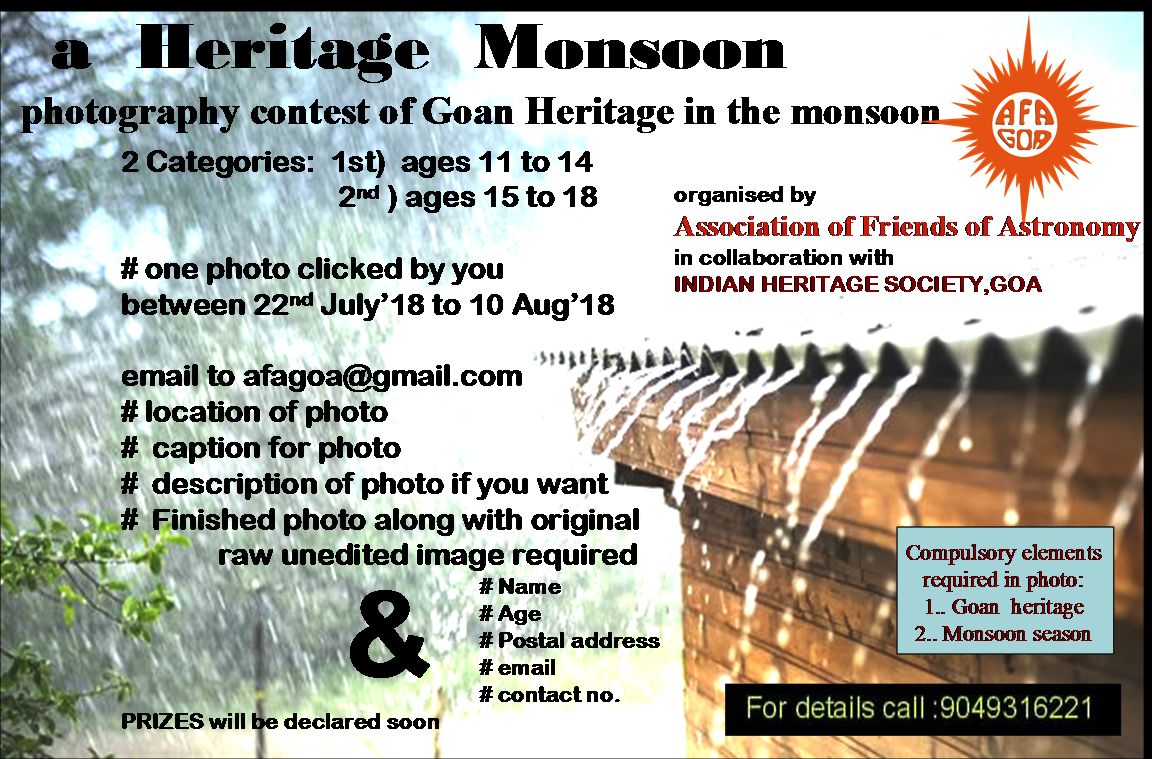 a Heritage Monsoon
photography contest of Goan Heritage in the monsoon
AFA
GOA
2 Categories: 1st) ages 11 to 14
2nd ) ages 15 to 18
organised by
Association of Friends of Astronomy
in collaboration with
INDIAN HERITAGE SOCIETY,GOA
# one photo clicked by you
between 22nd July’18 to 10 Aug’18
email to afagoa@gmail.com
# location of photo
# caption for photo
# description of photo if you want
# Finished photo along with original
raw unedited image required
&
# Name
# Age
# Postal address
# email
# contact no.
PRIZES will be declared soon
Compulsory elements
required in photo:
1.. Goan heritage
2.. Monsoon season
For details call :9049316221